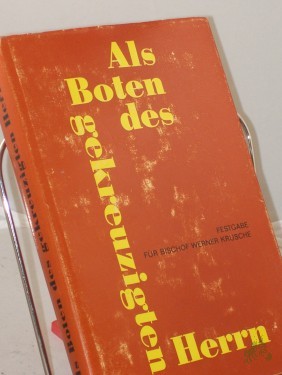 Als
Boten
des
gekreuzigten
Herrn
FESTGABE
FÜR BISCHOF WERNER KRUSCHE
Als Boten des gekreuzigten Herrn